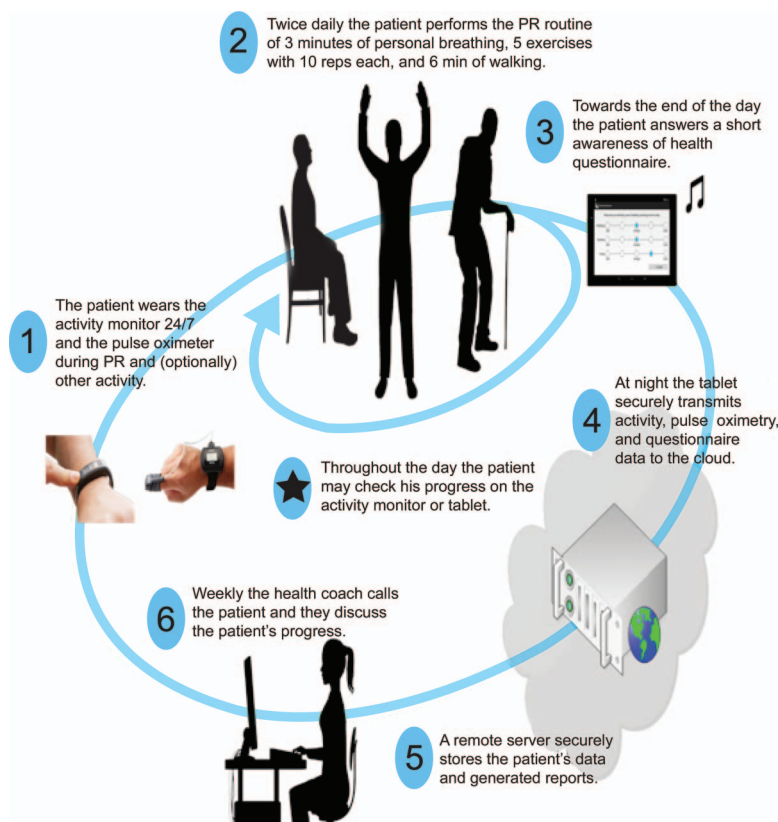 2
Twice daily the patient performs the PR routine
of 3 minutes of personal breathing, 5 exercises
with 10 reps each, and 6 min of walking.
3
Towards the end of the day
the patient answers a short
awareness of health
questionnaire.
1
The patient wears the
activity monitor 24/7
and the pulse oximeter
during PR and (optionally)
other activity.
4
At night the tablet
securely transmits
activity, pulse oximetry,
and questionnaire
data to the cloud.
Throughout the day the patient
may check his progress on the
activity monitor or tablet.
6
Weekly the health coach calls
the patient and they discuss
the patient's progress.
5
A remote server securely
stores the patient's data
and generated reports.